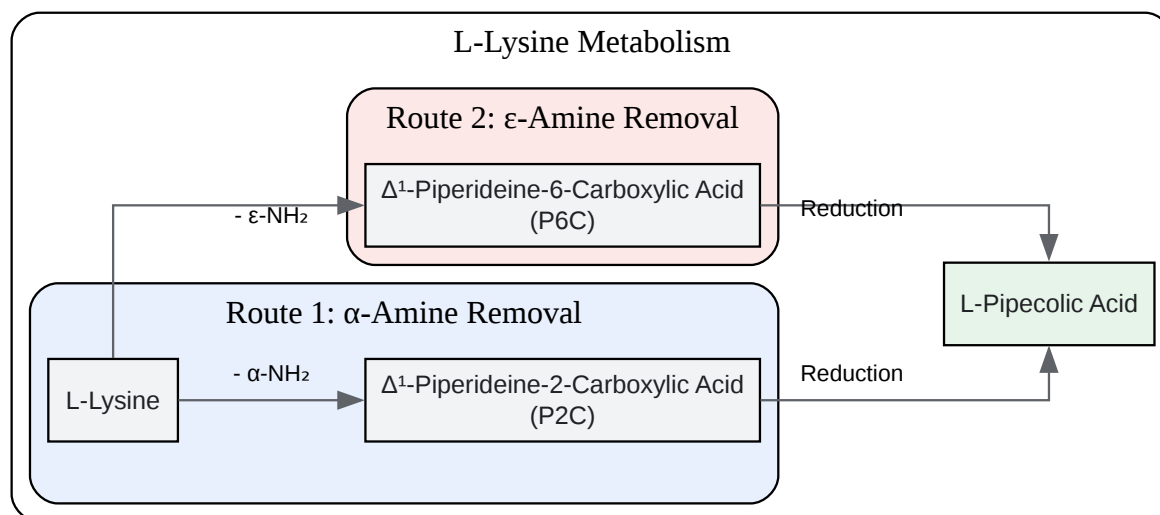 L-Lysine Metabolism
Route 2: ε-Amine Removal
Δ¹-Piperideine-6-Carboxylic Acid
(P6C)
- ε-NH₂
Reduction
L-Pipecolic Acid
Route 1: α-Amine Removal
L-Lysine
- α-NH₂
Δ¹-Piperideine-2-Carboxylic Acid
(P2C)
Reduction